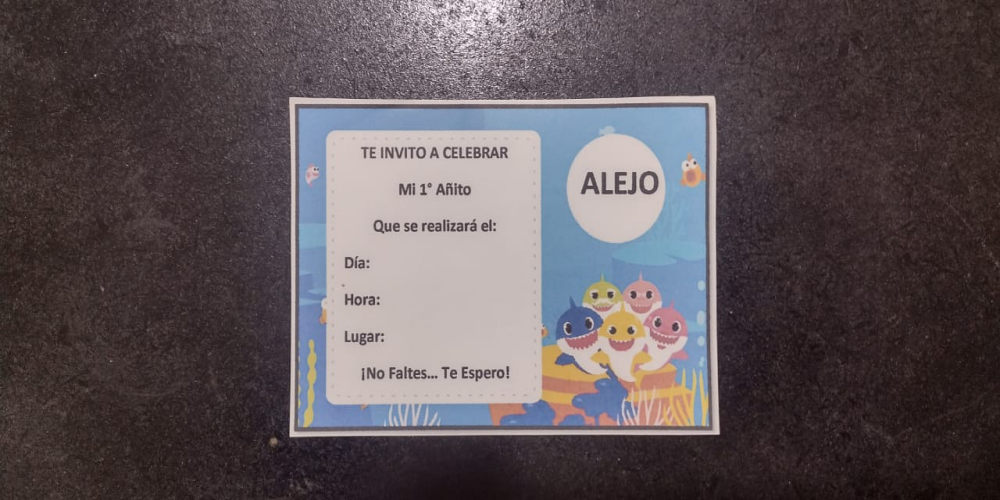 TE INVITO A CELEBRAR
Mi 1° Añito
Que se realizará el:
Día:
Hora:
Lugar:
¡No Faltes... Te Espero!
ALEJO